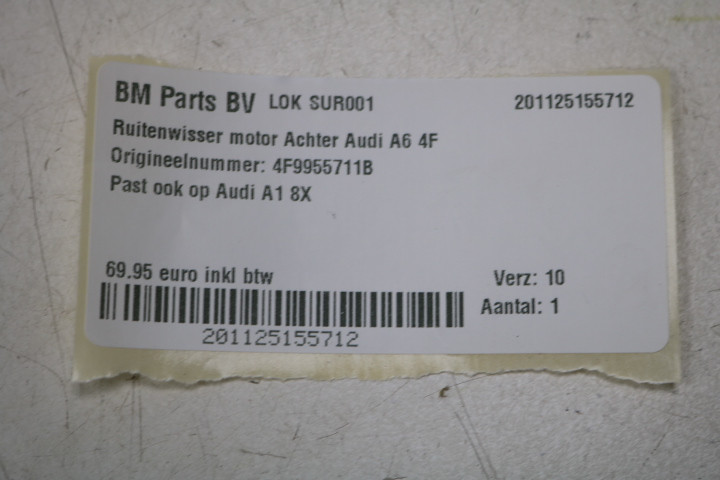 BM Parts BV LOK SUR001 201125155712
Ruitenwisser motor Achter Audi A6 4F
Origineelnummer: 4F9955711B
Past ook op Audi A1 8X
69.95 euro inkl btw Verz: 10
Aantal: 1
201125155712